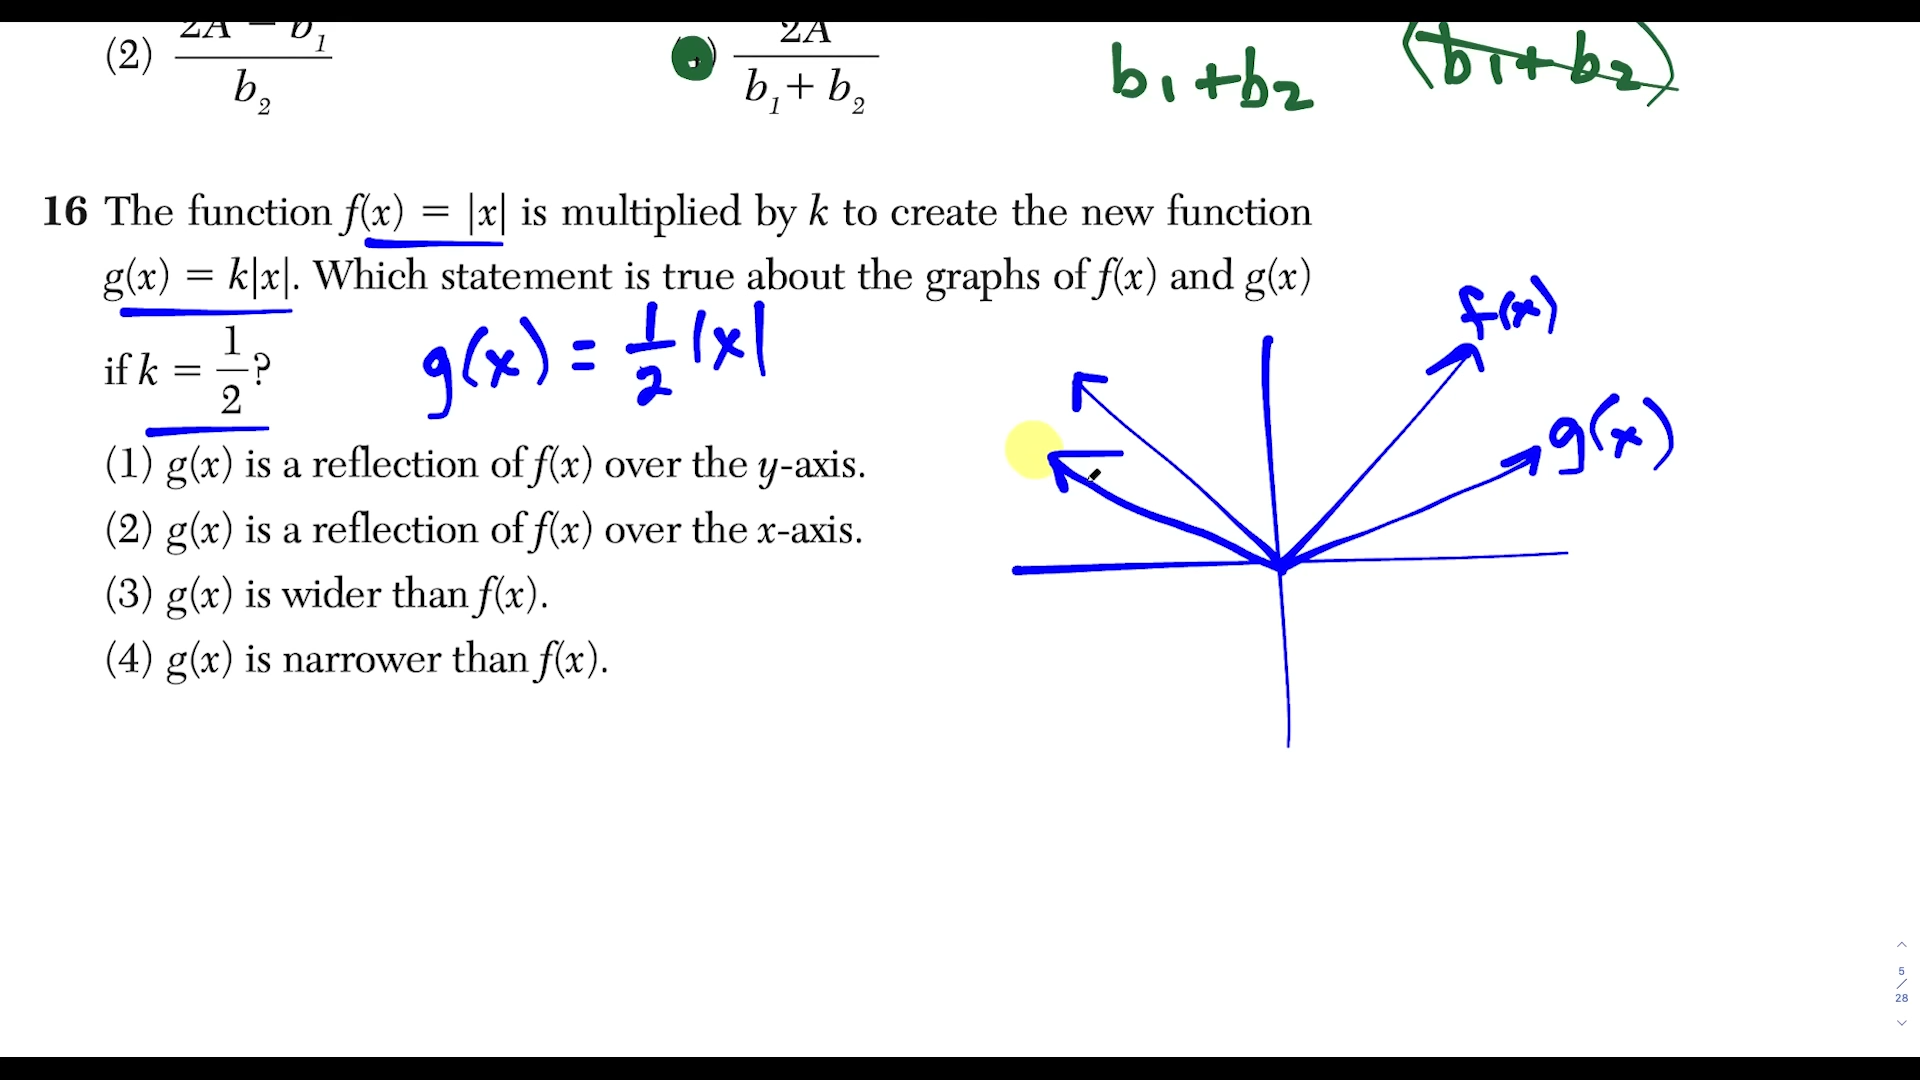 (2) 2A − b₁ / b₂    2A / b₁ + b₂    b₁ + b₂    (b₁ + b₂)
16 The function f(x) = |x| is multiplied by k to create the new function
g(x) = k|x|. Which statement is true about the graphs of f(x) and g(x)
if k = 1/2?
g(x) = 1/2 |x|
f(x)
g(x)
(1) g(x) is a reflection of f(x) over the y-axis.
(2) g(x) is a reflection of f(x) over the x-axis.
(3) g(x) is wider than f(x).
(4) g(x) is narrower than f(x).
5
/
28